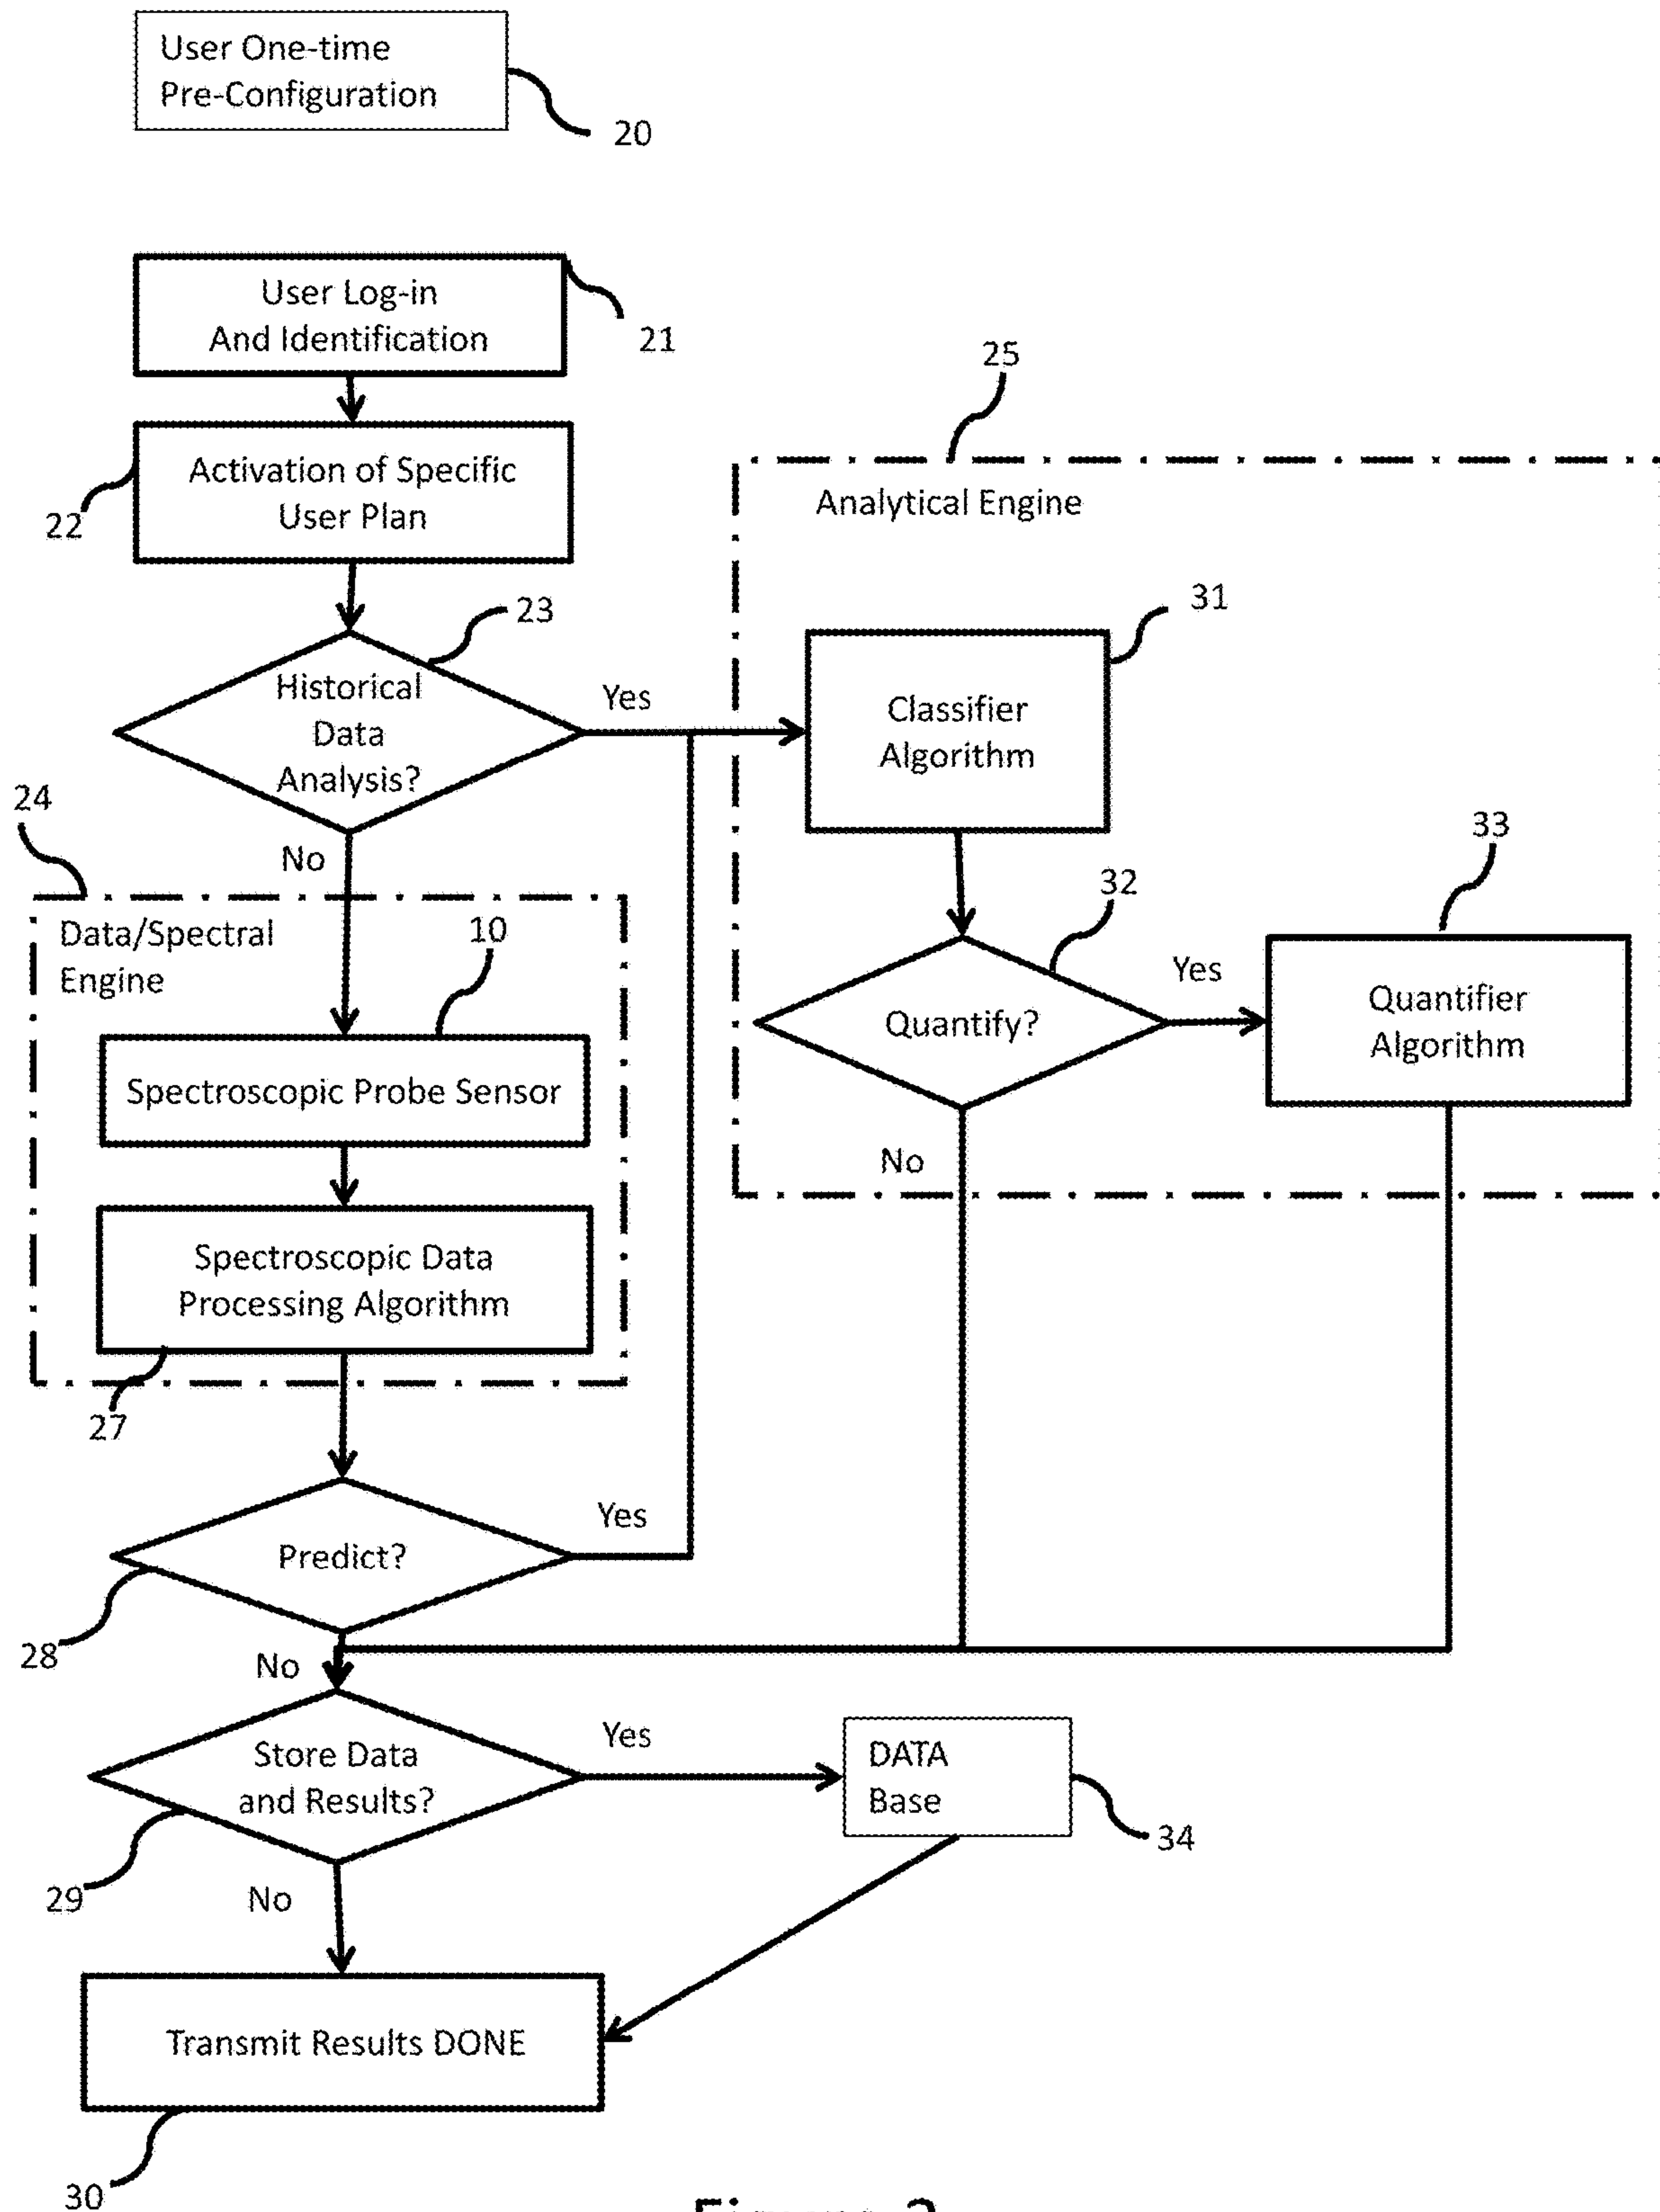 User One-time
Pre-Configuration
20
User Log-in
And Identification
21
25
Activation of Specific
User Plan
22
Analytical Engine
23
31
Historical
Data
Analysis?
Yes
Classifier
Algorithm
24
No
33
32
Data/Spectral
Engine
10
Yes
Quantify?
Quantifier
Algorithm
Spectroscopic Probe Sensor
No
Spectroscopic Data
Processing Algorithm
27
Yes
Predict?
28
No
Yes
Store Data
and Results?
DATA
Base
34
29
No
Transmit Results DONE
30